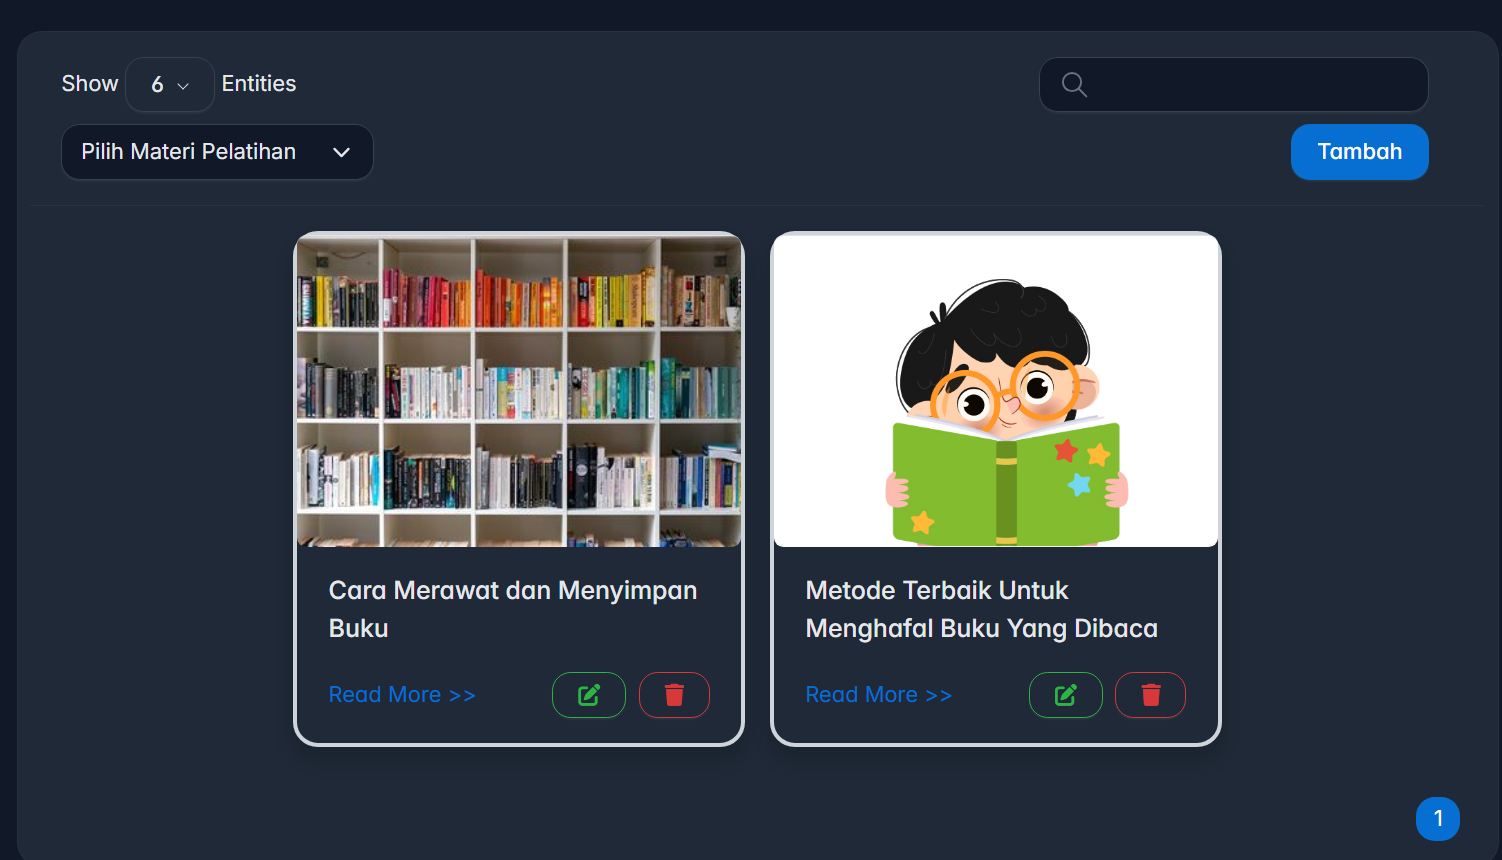 Show 6 Entities
Pilih Materi Pelatihan
Tambah
Cara Merawat dan Menyimpan
Buku
Read More >>
Metode Terbaik Untuk
Menghafal Buku Yang Dibaca
Read More >>
1